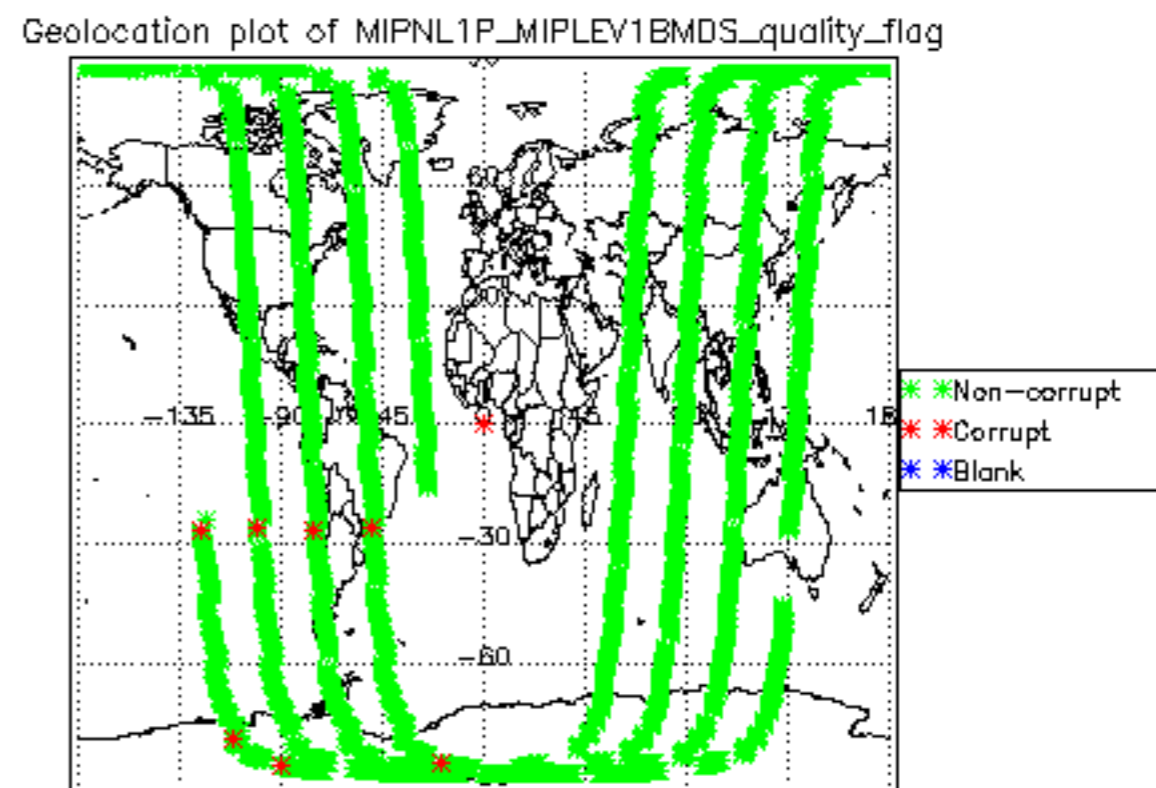 Geolocation plot of MIPNL1P_MIPLEV1BMDS_quality_flag
60
-135
-90
45
45
18
Non-corrupt
Corrupt
Blank
-30
-60